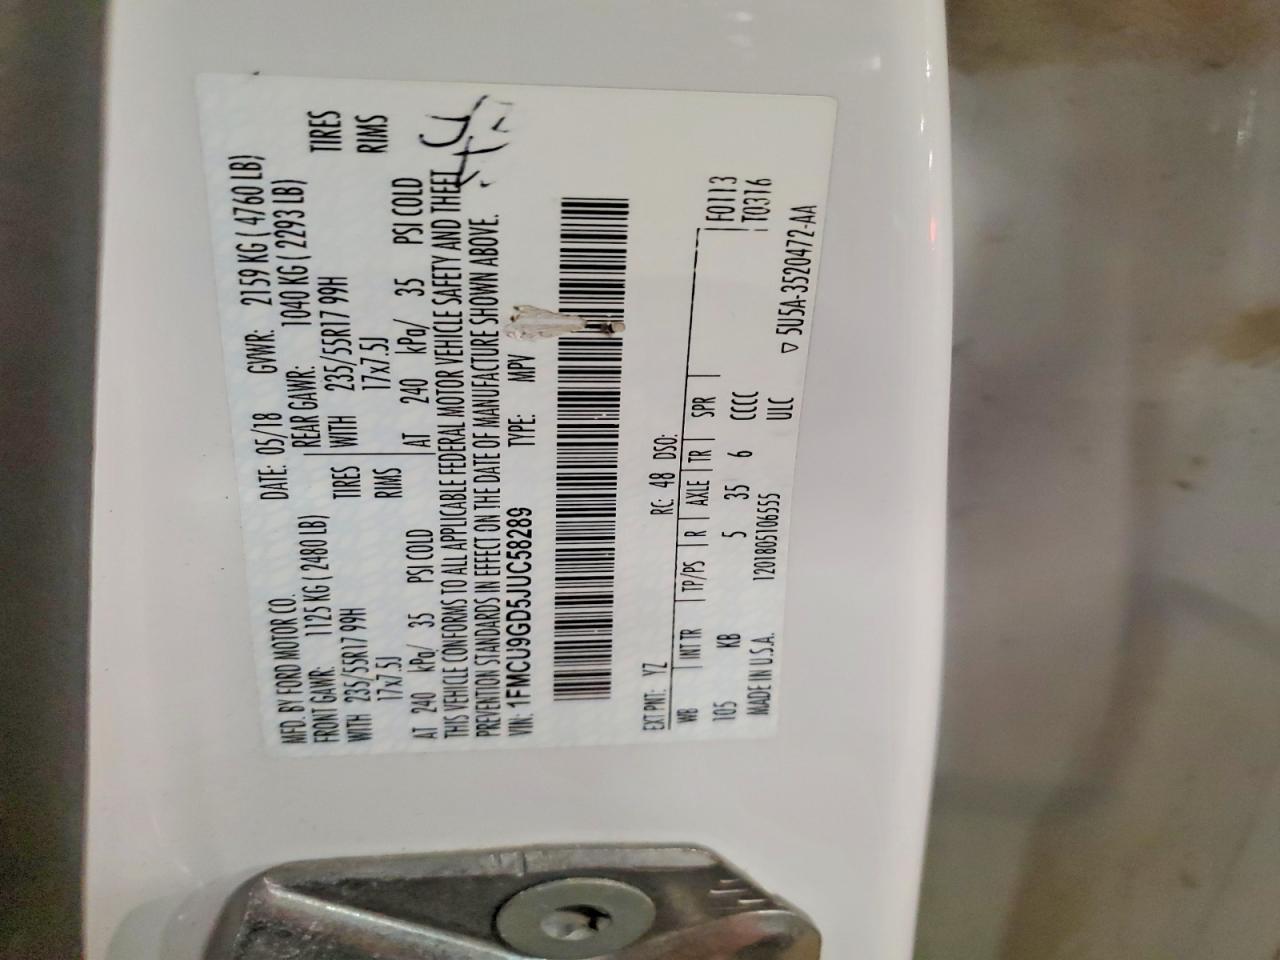 MFD. BY FORD MOTOR CO.
DATE: 05/18 GVWR: 2159 KG ( 4760 LB)
FRONT GAWR: 1125 KG ( 2480 LB)
REAR GAWR: 1040 KG ( 2293 LB)
WITH 235/55R17 99H TIRES
WITH 235/55R17 99H TIRES
17x7.5J RIMS
17x7.5J RIMS
AT 240 kPa/ 35 PSI COLD
AT 240 kPa/ 35 PSI COLD
THIS VEHICLE CONFORMS TO ALL APPLICABLE FEDERAL MOTOR VEHICLE SAFETY AND THEFT
PREVENTION STANDARDS IN EFFECT ON THE DATE OF MANUFACTURE SHOWN ABOVE.
VIN: 1FMCU9GD5JUC58289 TYPE: MPV
EXT PNT: YZ RC: 48 DSO:
WB INT TR TP/PS R AXLE TR SPR F0113
105 KB 5 35 6 CCCC T0316
MADE IN U.S.A. 1201805106555 ULC
▽ 5U5A-3520472-AA